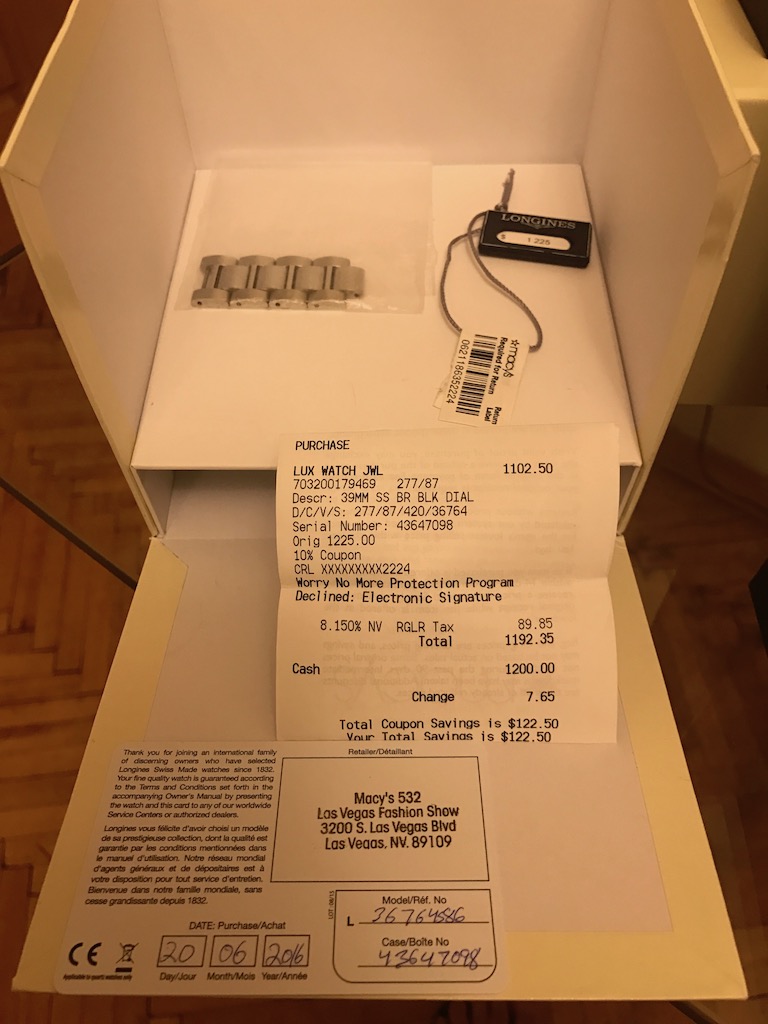 LONGINES
$ 1 225
★macy's
Required for Return
Return
Label
0621186352224
PURCHASE
LUX WATCH JWL 1102.50
703200179469 277/87
Descr: 39MM SS BR BLK DIAL
D/C/V/S: 277/87/420/36764
Serial Number: 43647098
Orig 1225.00
10% Coupon
CRL XXXXXXXXX2224
Worry No More Protection Program
Declined: Electronic Signature
8.150% NV RGLR Tax 89.85
Total 1192.35
Cash 1200.00
Change 7.65
Total Coupon Savings is $122.50
Your Total Savings is $122.50
Thank you for joining an international family
of discerning owners who have selected
Longines Swiss Made watches since 1832.
Your fine quality watch is guaranteed according
to the Terms and Conditions set forth in the
accompanying Owner's Manual by presenting
the watch and this card to any of our worldwide
Service Centers or authorized dealers.
Longines vous félicite d'avoir choisi un modèle
de sa prestigieuse collection, dont la qualité est
garantie par les conditions mentionnées dans
le manuel d'utilisation. Notre réseau mondial
d'agents généraux et de dépositaires est à
votre disposition pour tout service d'entretien.
Bienvenue dans notre famille mondiale, sans
cesse grandissante depuis 1832.
Retailer/Détaillant
Macy's 532
Las Vegas Fashion Show
3200 S. Las Vegas Blvd
Las Vegas, NV. 89109
DATE: Purchase/Achat
20 06 2016
Day/Jour Month/Mois Year/Année
CE
Applicable to quartz watches only
Model/Réf. No
L 36764586
Case/Boîte No
43647098